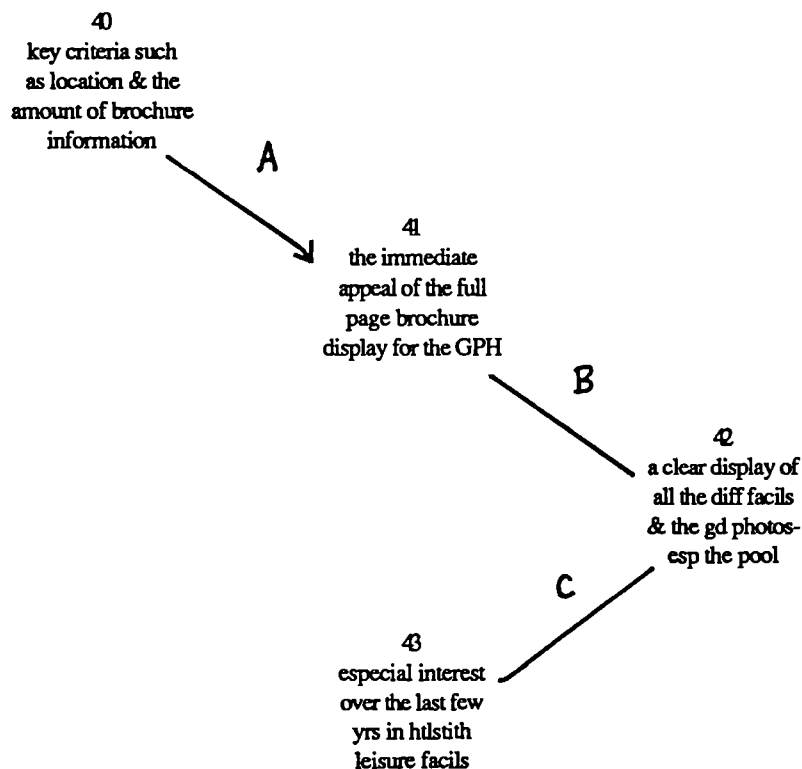 40
key criteria such
as location & the
amount of brochure
information
A
41
the immediate
appeal of the full
page brochure
display for the GPH
B
42
a clear display of
all the diff facils
& the gd photos-
esp the pool
C
43
especial interest
over the last few
yrs in htlstith
leisure facils